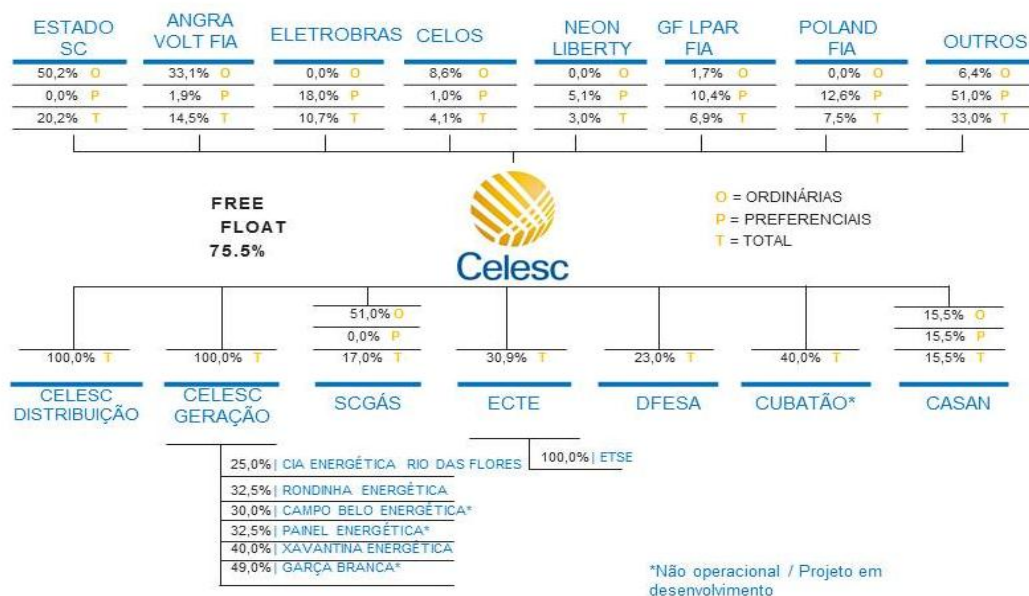 ESTADO SC
ANGRA VOLT FIA
ELETROBRAS
CELOS
NEON LIBERTY
GF LPAR FIA
POLAND FIA
OUTROS
50,2% O
33,1% O
0,0% O
8,6% O
0,0% O
1,7% O
0,0% O
6,4% O
0,0% P
1,9% P
18,0% P
1,0% P
5,1% P
10,4% P
12,6% P
51,0% P
20,2% T
14,5% T
10,7% T
4,1% T
3,0% T
6,9% T
7,5% T
33,0% T
FREE
FLOAT
75.5%
Celesc
O = ORDINÁRIAS
P = PREFERENCIAIS
T = TOTAL
51,0% O
15,5% O
0,0% P
15,5% P
100,0% T
100,0% T
17,0% T
30,9% T
23,0% T
40,0% T
15,5% T
CELESC DISTRIBUIÇÃO
CELESC GERAÇÃO
SCGÁS
ECTE
DFESA
CUBATÃO*
CASAN
25,0% | CIA ENERGÉTICA RIO DAS FLORES
100,0% | ETSE
32,5% | RONDINHA ENERGÉTICA
30,0% | CAMPO BELO ENERGÉTICA*
32,5% | PAINEL ENERGÉTICA*
40,0% | XAVANTINA ENERGÉTICA
49,0% | GARÇA BRANCA*
*Não operacional / Projeto em
desenvolvimento